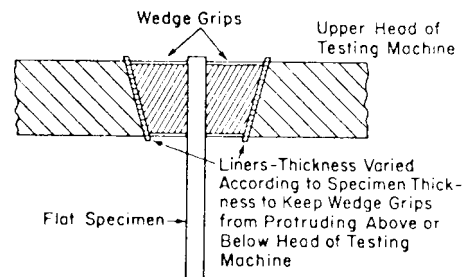 Wedge Grips
Upper Head of
Testing Machine
Liners-Thickness Varied
According to Specimen Thick-
ness to Keep Wedge Grips
from Protruding Above or
Below Head of Testing
Machine
Flat Specimen